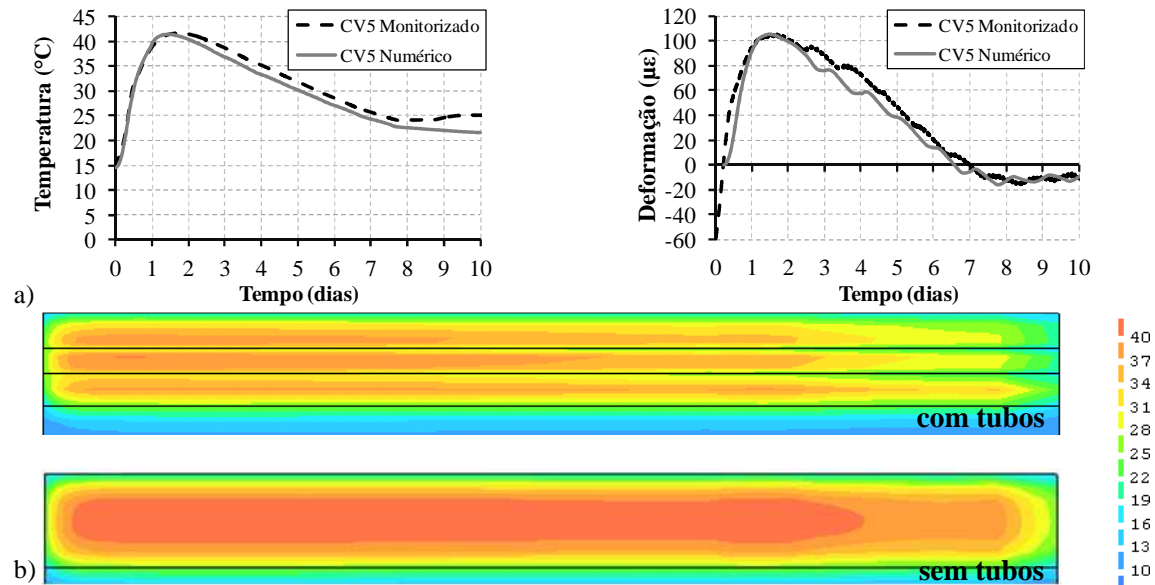 CV5 Monitorizado
CV5 Numérico
Temperatura (°C)
45
40
35
30
25
20
15
10
5
0
0 1 2 3 4 5 6 7 8 9 10
Tempo (dias)
CV5 Monitorizado
CV5 Numérico
Deformação (με)
120
100
80
60
40
20
0
-20
-40
-60
0 1 2 3 4 5 6 7 8 9 10
Tempo (dias)
a)
com tubos
40
37
34
31
28
25
22
19
16
13
10
b)
sem tubos